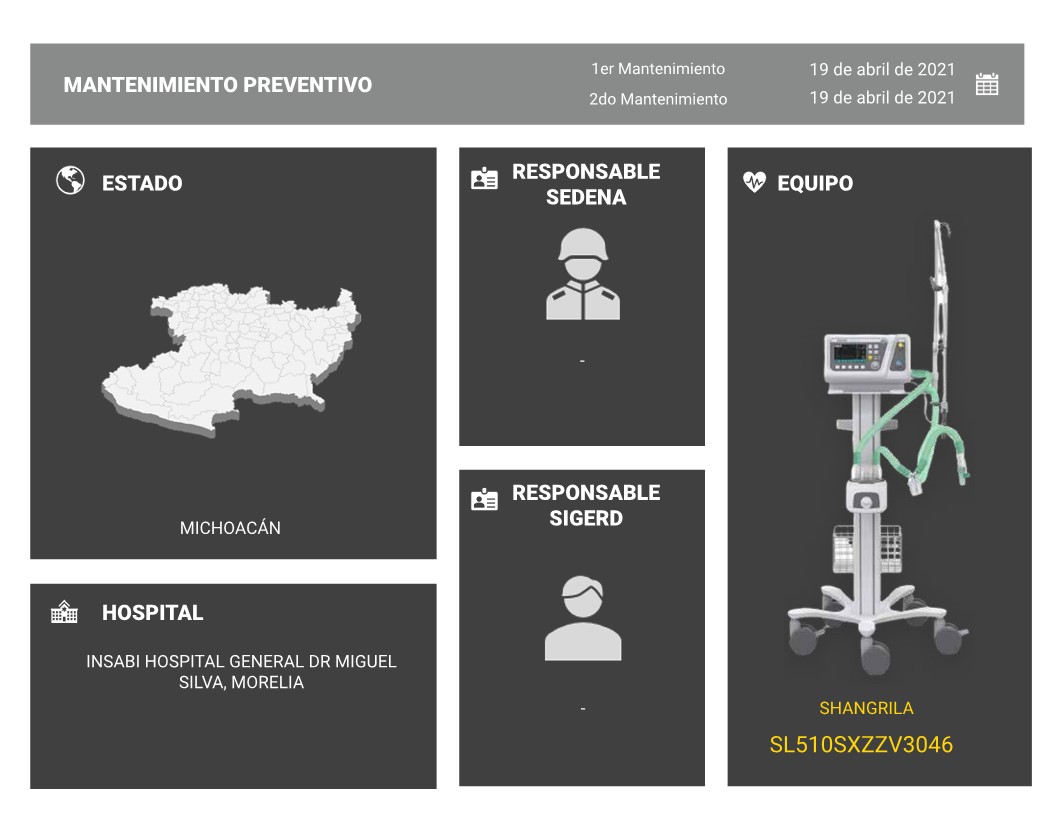 MANTENIMIENTO PREVENTIVO
1er Mantenimiento
19 de abril de 2021
2do Mantenimiento
19 de abril de 2021
ESTADO
MICHOACÁN
HOSPITAL
INSABI HOSPITAL GENERAL DR MIGUEL
SILVA, MORELIA
RESPONSABLE
SEDENA
-
RESPONSABLE
SIGERD
-
EQUIPO
SHANGRILA
SL510SXZZV3046